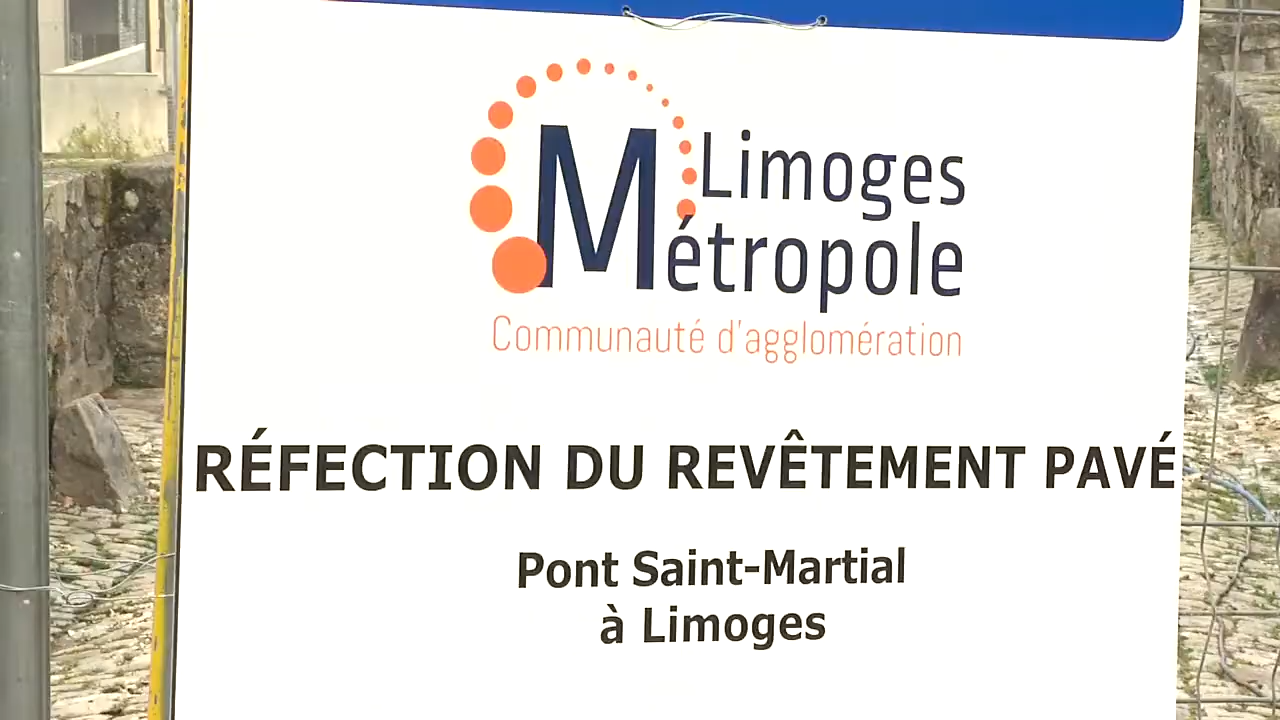 M Limoges
Métropole
Communauté d'agglomération
RÉFECTION DU REVÊTEMENT PAVÉ
Pont Saint-Martial
à Limoges